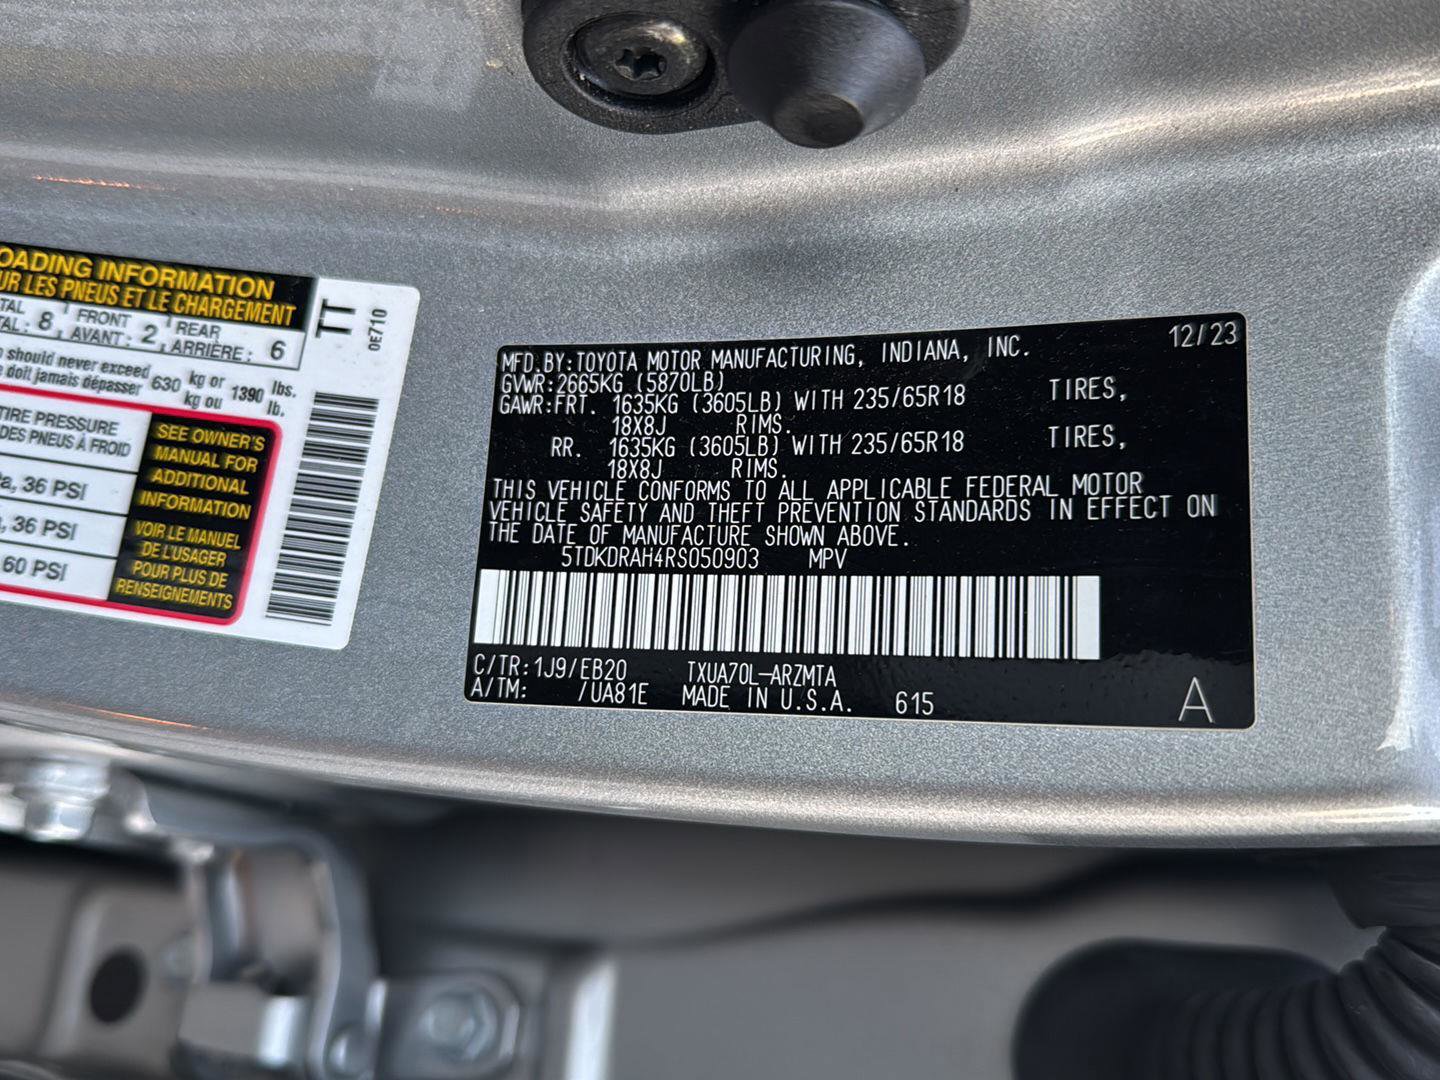 OADING INFORMATION
UR LES PNEUS ET LE CHARGEMENT
TAL FRONT REAR
TAL: 8, AVANT: 2, ARRIÈRE: 6
should never exceed 630 kg or 1390 lbs.
e doit jamais dépasser kg ou lb.
TIRE PRESSURE
DES PNEUS À FROID
a, 36 PSI
, 36 PSI
60 PSI
SEE OWNER'S
MANUAL FOR
ADDITIONAL
INFORMATION
VOIR LE MANUEL
DE L'USAGER
POUR PLUS DE
RENSEIGNEMENTS
TT
0E710
12/23
MFD.BY:TOYOTA MOTOR MANUFACTURING, INDIANA, INC.
GVWR:2665KG (5870LB)
GAWR:FRT. 1635KG (3605LB) WITH 235/65R18 TIRES,
18X8J RIMS.
RR. 1635KG (3605LB) WITH 235/65R18 TIRES,
18X8J RIMS.
THIS VEHICLE CONFORMS TO ALL APPLICABLE FEDERAL MOTOR
VEHICLE SAFETY AND THEFT PREVENTION STANDARDS IN EFFECT ON
THE DATE OF MANUFACTURE SHOWN ABOVE.
5TDKDRAH4RS050903 MPV
C/TR:1J9/EB20 TXUA70L-ARZMTA
A/TM: /UA81E MADE IN U.S.A. 615
A